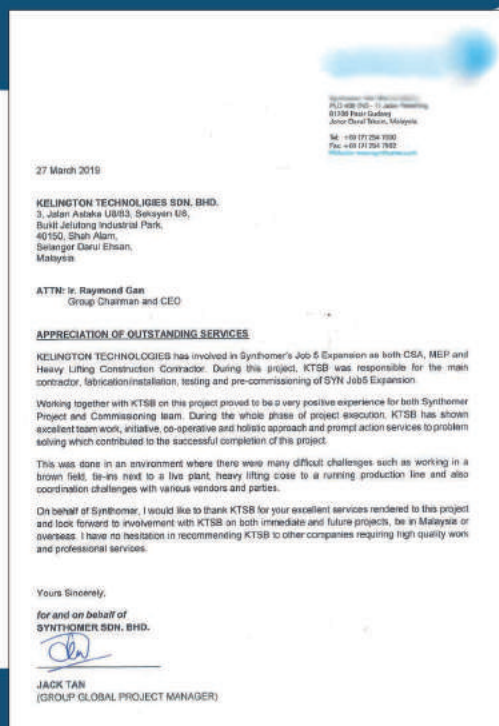 81700 Pasir Gudang
Johor Darul Takzim, Malaysia
27 March 2019
KELINGTON TECHNOLIGIES SDN. BHD.
3, Jalan Astaka U8/83, Seksyen U8,
Bukit Jelutong Industrial Park,
40150, Shah Alam,
Selangor Darul Ehsan,
Malaysia
ATTN: Ir. Raymond Gan
Group Chairman and CEO
APPRECIATION OF OUTSTANDING SERVICES
KELINGTON TECHNOLOGIES has involved in Synthomer's Job 5 Expansion as both CSA, MEP and
Heavy Lifting Construction Contractor. During this project, KTSB was responsible for the main
contractor, fabrication/installation, testing and pre-commissioning of SYN Job5 Expansion.
Working together with KTSB on this project proved to be a very positive experience for both Synthomer
Project and Commissioning team. During the whole phase of project execution, KTSB has shown
excellent team work, initiative, co-operative and holistic approach and prompt action services to problem
solving which contributed to the successful completion of this project.
This was done in an environment where there were many difficult challenges such as working in a
brown field, tie-ins next to a live plant, heavy lifting close to a running production line and also
coordination challenges with various vendors and parties.
On behalf of Synthomer, I would like to thank KTSB for your excellent services rendered to this project
and look forward to involvement with KTSB on both immediate and future projects, be in Malaysia or
overseas. I have no hesitation in recommending KTSB to other companies requiring high quality work
and professional services.
Yours Sincerely,
for and on behalf of
SYNTHOMER SDN. BHD.
JACK TAN
(GROUP GLOBAL PROJECT MANAGER)